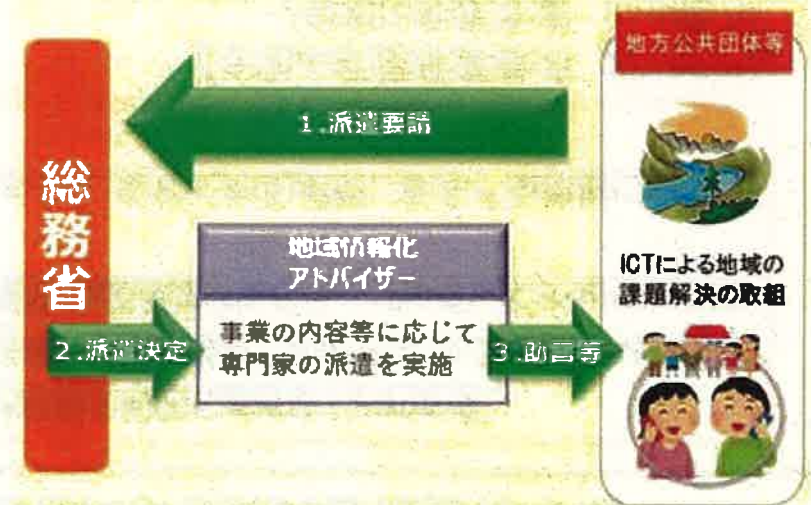 地方公共団体等
1.派遣要請
総務省
地域情報化
アドバイザー
ICTによる地域の
課題解決の取組
2.派遣決定
事業の内容等に応じて
専門家の派遣を実施
3.助言等